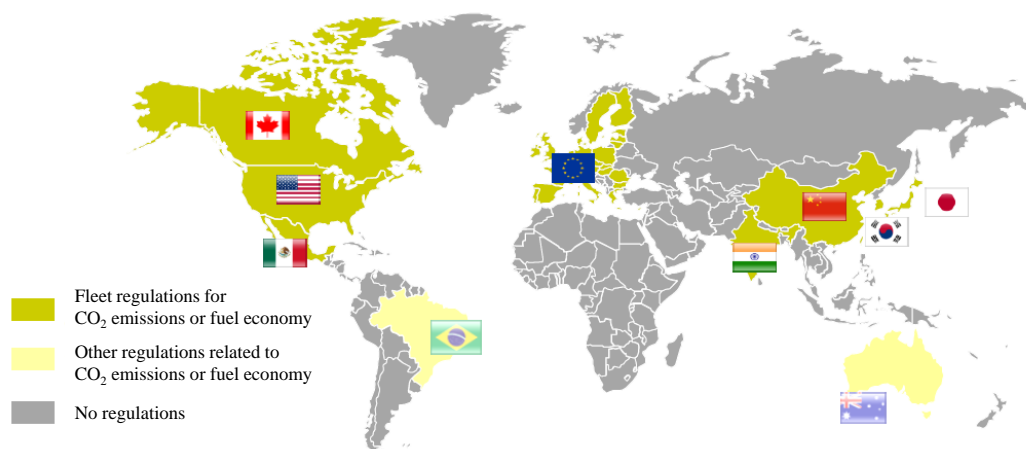 Fleet regulations for
CO₂ emissions or fuel economy
Other regulations related to
CO₂ emissions or fuel economy
No regulations